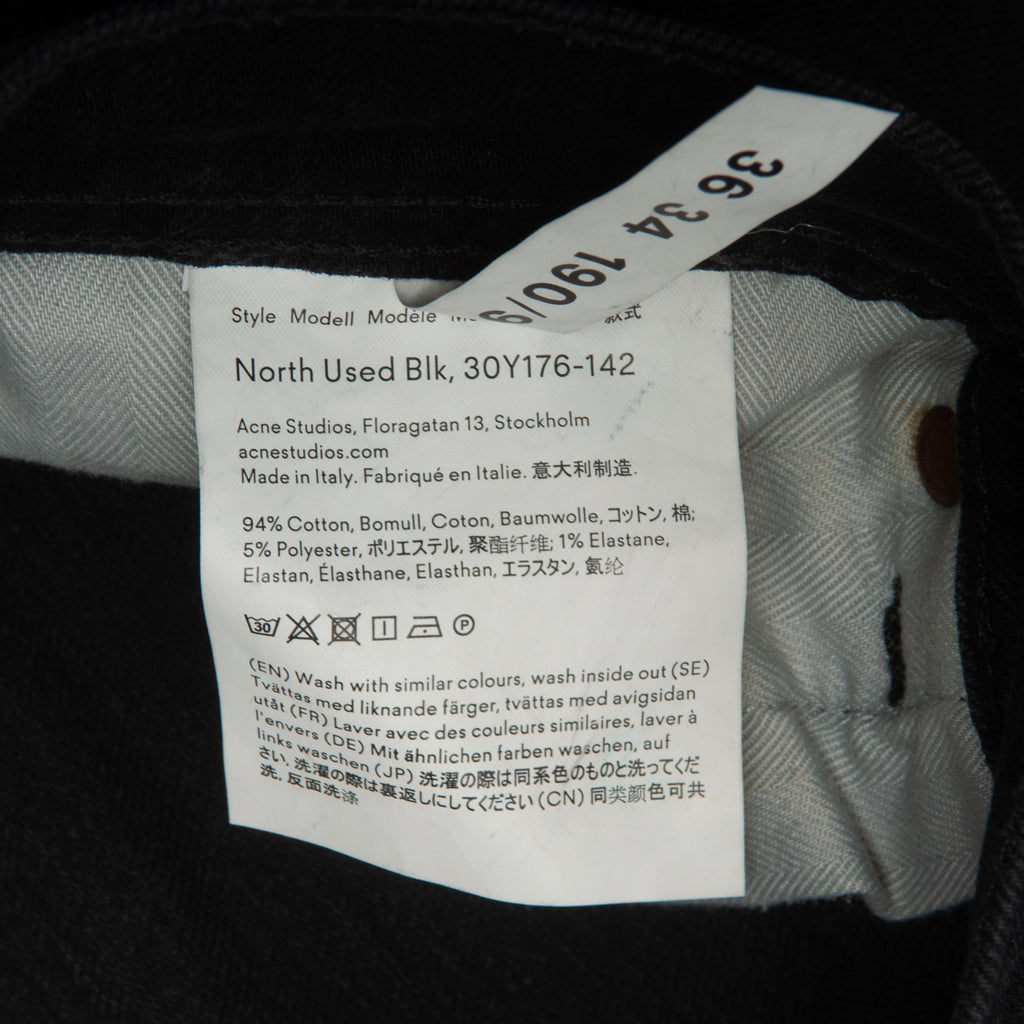 36 34 190/9
Style Modell Modèle 款式
North Used Blk, 30Y176-142
Acne Studios, Floragatan 13, Stockholm
acnestudios.com
Made in Italy. Fabriqué en Italie. 意大利制造.
94% Cotton, Bomull, Coton, Baumwolle, コットン, 棉;
5% Polyester, ポリエステル, 聚酯纤维; 1% Elastane,
Elastan, Élasthane, Elasthan, エラスタン, 氨纶
30 P
(EN) Wash with similar colours, wash inside out (SE)
Tvättas med liknande färger, tvättas med avigsidan
utåt (FR) Laver avec des couleurs similaires, laver à
l'envers (DE) Mit ähnlichen farben waschen, auf
links waschen (JP) 洗濯の際は同系色のものと洗ってくだ
さい, 洗濯の際は裏返しにしてください (CN) 同类颜色可共
洗, 反面洗涤